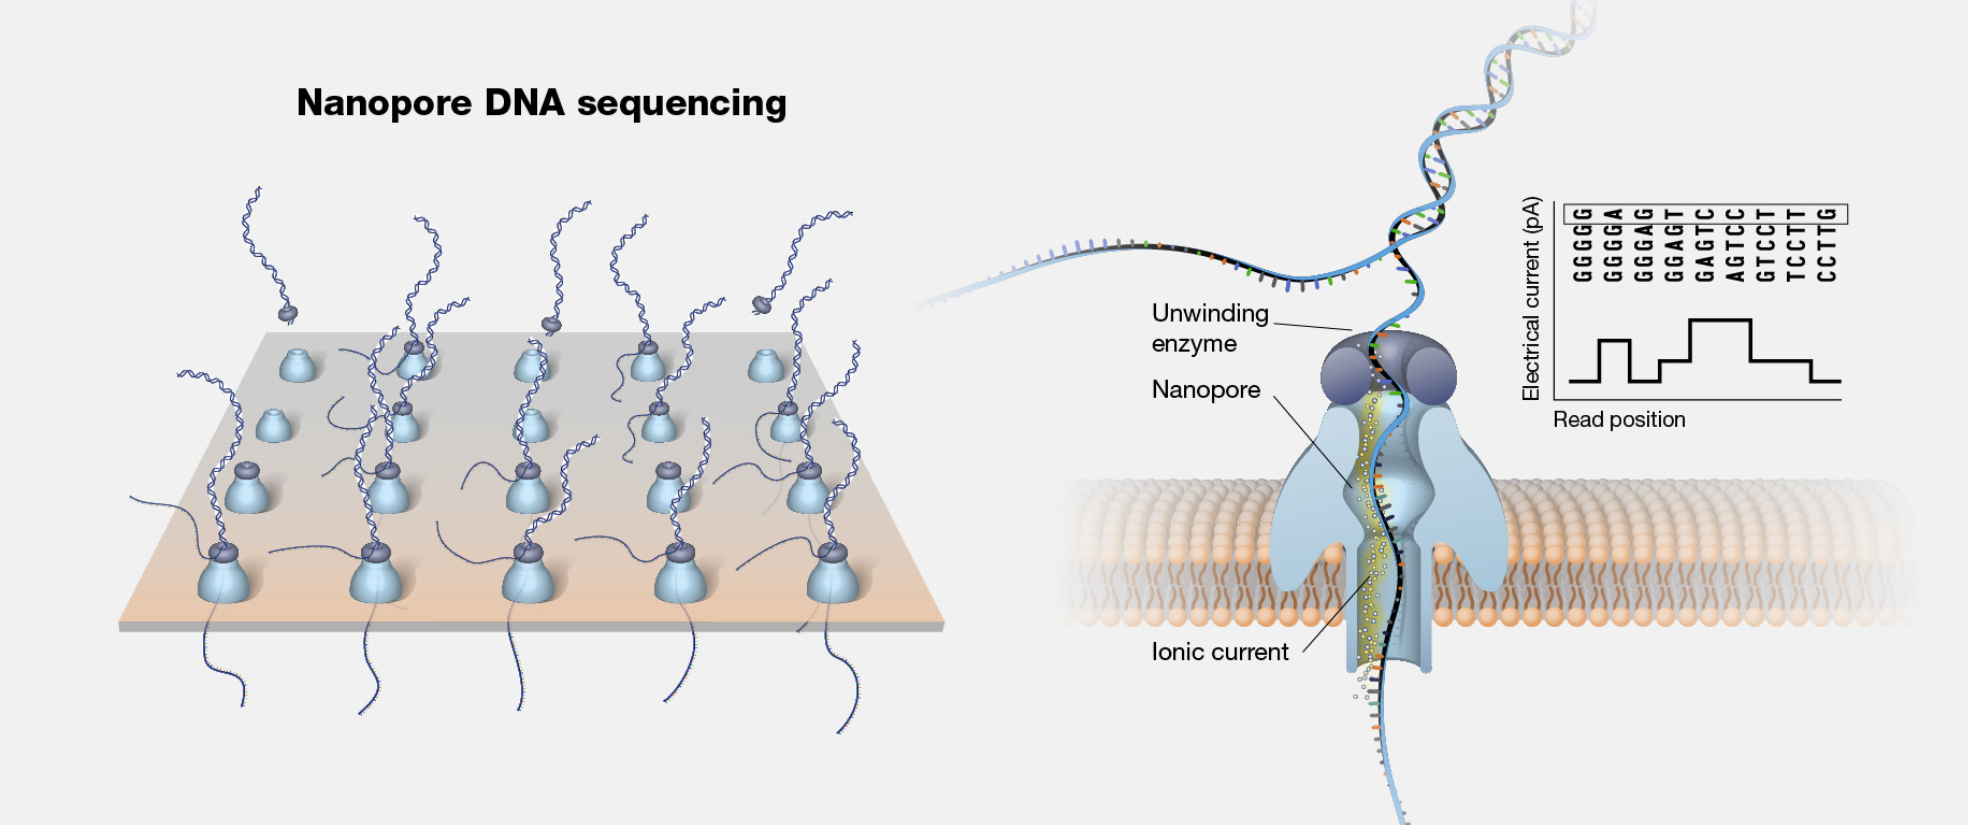 Nanopore DNA sequencing
Unwinding
enzyme
Nanopore
Ionic current
Electrical current (pA)
GGGGG
GGGGA
GGGAG
GGAGT
GAGTC
AGTCC
GTCCT
TCCTT
CCTTG
Read position